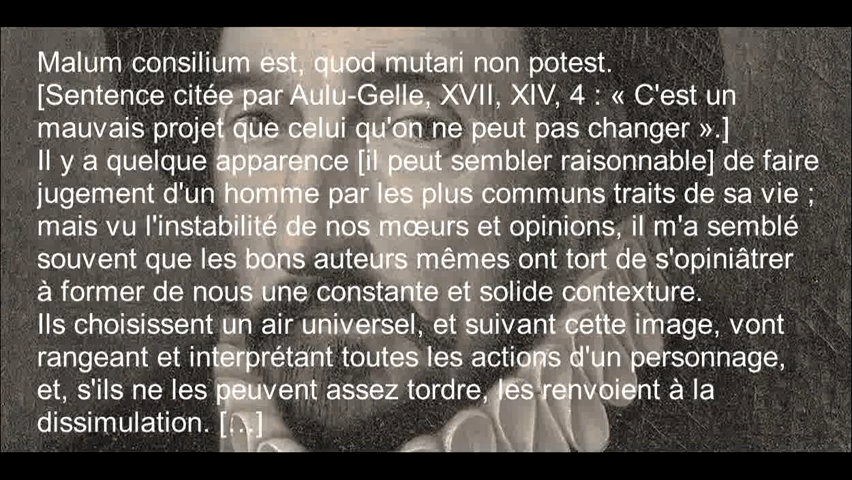 Malum consilium est, quod mutari non potest.
[Sentence citée par Aulu-Gelle, XVII, XIV, 4 : « C'est un
mauvais projet que celui qu'on ne peut pas changer ».]
Il y a quelque apparence [il peut sembler raisonnable] de faire
jugement d'un homme par les plus communs traits de sa vie ;
mais vu l'instabilité de nos mœurs et opinions, il m'a semblé
souvent que les bons auteurs mêmes ont tort de s'opiniâtrer
à former de nous une constante et solide contexture.
Ils choisissent un air universel, et suivant cette image, vont
rangeant et interprétant toutes les actions d'un personnage,
et, s'ils ne les peuvent assez tordre, les renvoient à la
dissimulation. [...]